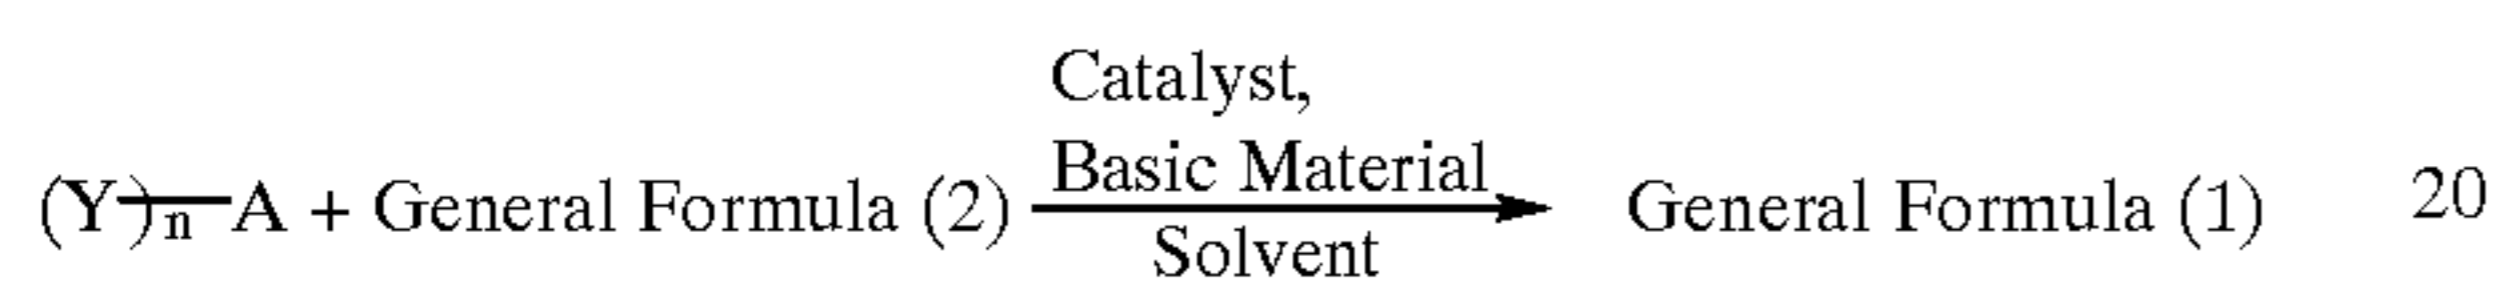 Catalyst,
Basic Material
(Y)n—A + General Formula (2) General Formula (1) 20
Solvent